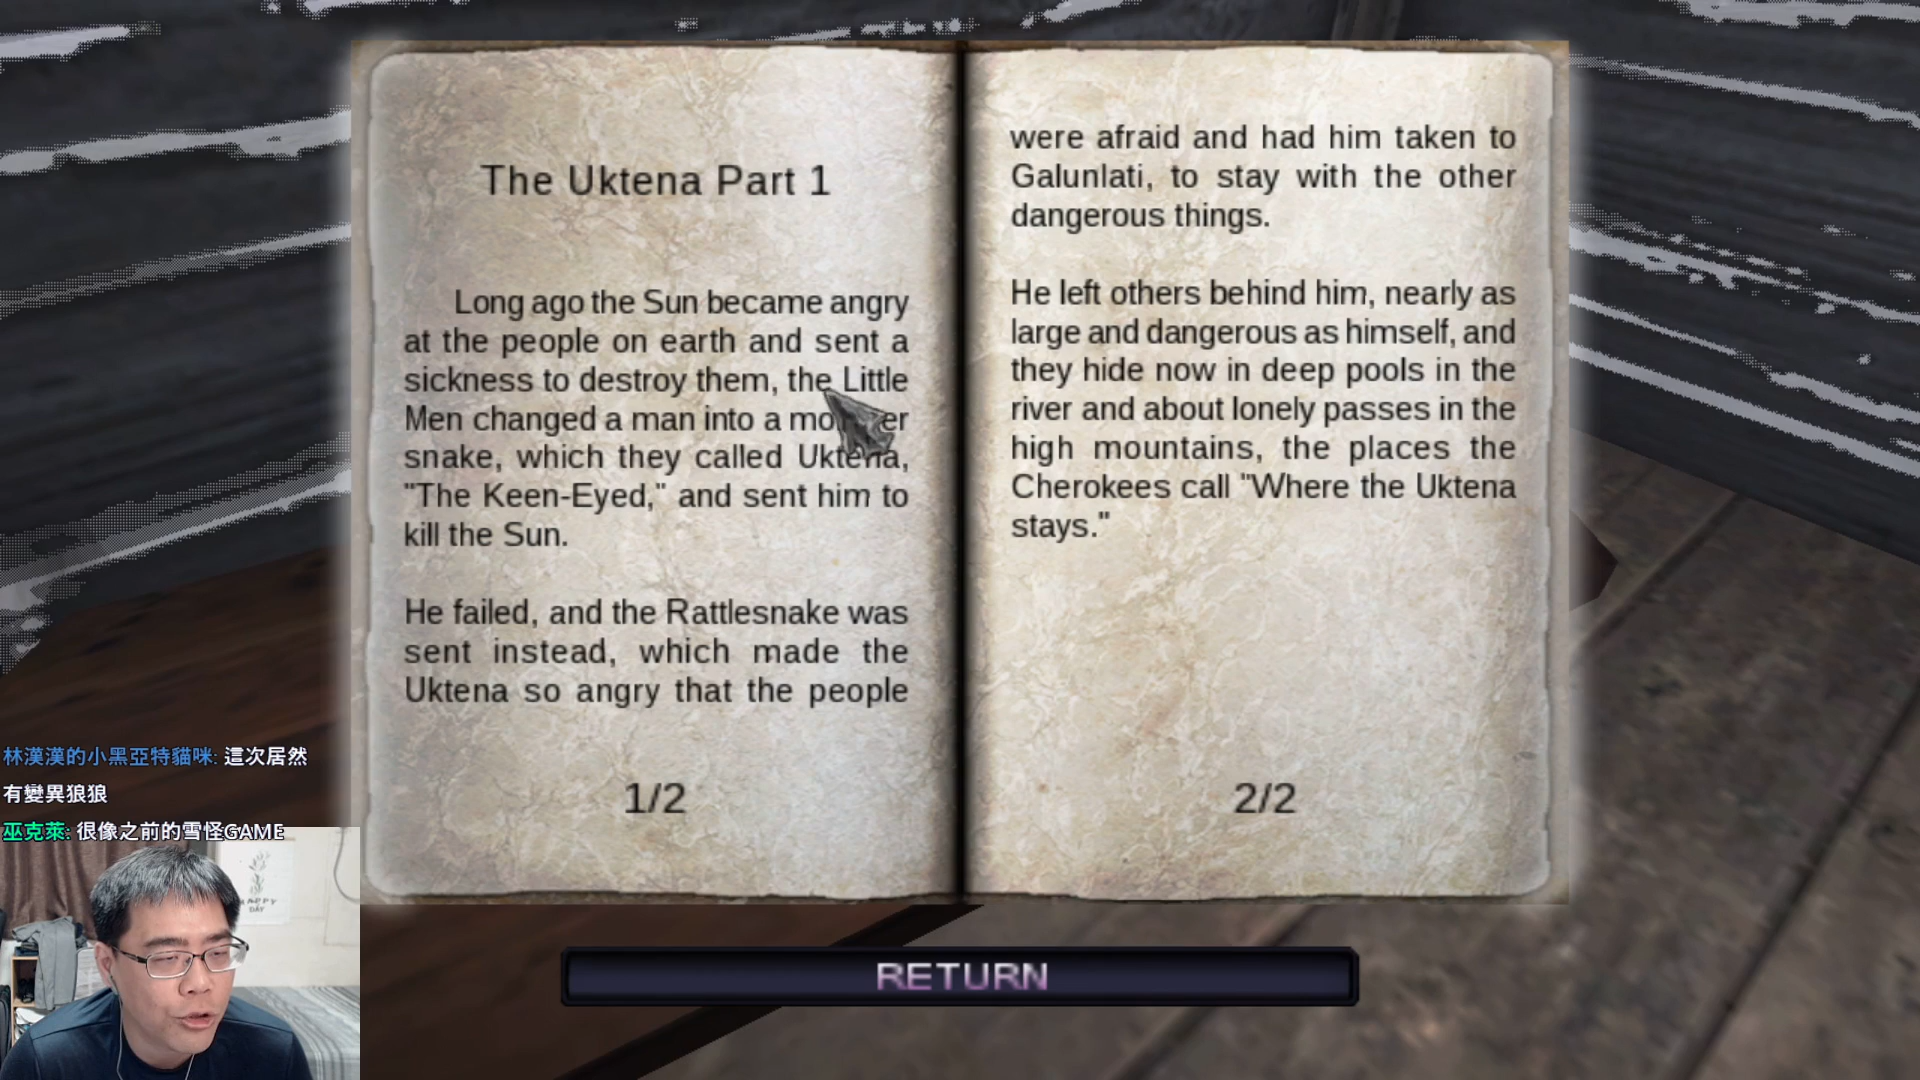 The Uktena Part 1
Long ago the Sun became angry
at the people on earth and sent a
sickness to destroy them, the Little
Men changed a man into a
snake, which they called Uktena,
"The Keen-Eyed," and sent him to
kill the Sun.
He failed, and the Rattlesnake was
sent instead, which made the
Uktena so angry that the people
1/2
were afraid and had him taken to
Galunlati, to stay with the other
dangerous things.
He left others behind him, nearly as
large and dangerous as himself, and
they hide now in deep pools in the
river and about lonely passes in the
high mountains, the places the
Cherokees call "Where the Uktena
stays."
2/2
RETURN
林漢漢的小黑亞特貓咪: 這次居然
有變異狼狼
巫克萊: 很像之前的雪怪GAME
HAPPY
DAY